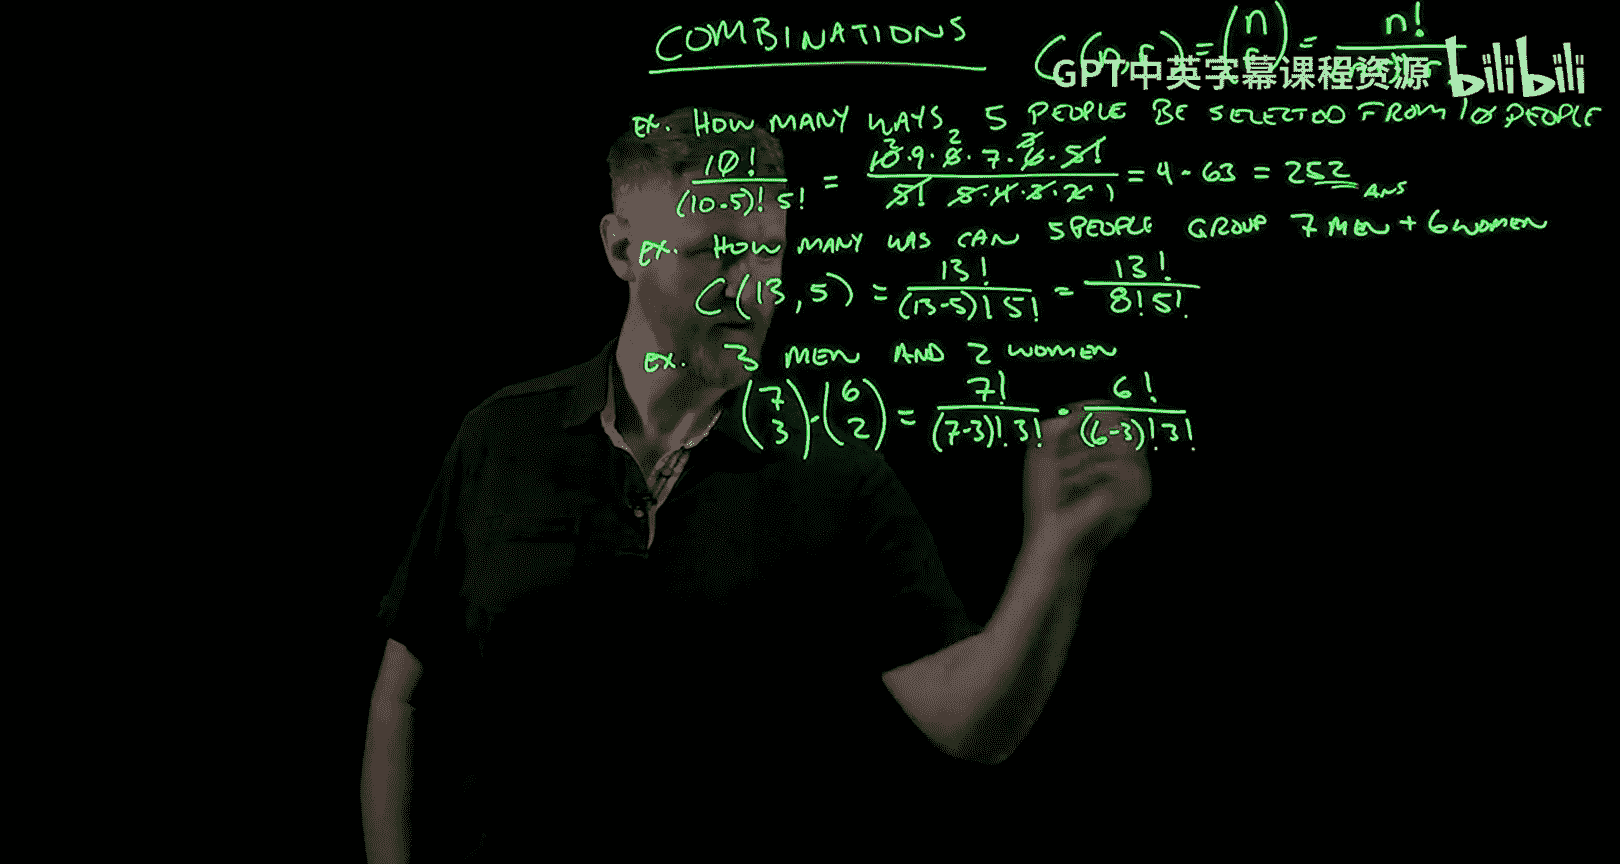 COMBINATIONS C(n,r) = (n r) = n!
GPT中英字幕课程资源 bilibili
EX. HOW MANY WAYS, 5 PEOPLE BE SELECTOD FROM 10 PEOPLE
10! / (10-5)! 5! = 10·9·8·7·6·5! / 5! 5·4·3·2·1 = 4·63 = 252 ANS
EX. HOW MANY WAS CAN 5 PEOPLE GROUP 7 MEN + 6 WOMEN
C(13,5) = 13! / (13-5)! 5! = 13! / 8! 5!
EX. 3 MEN AND 2 WOMEN
(7 3)·(6 2) = 7! / (7-3)! 3! · 6! / (6-3)! 3!